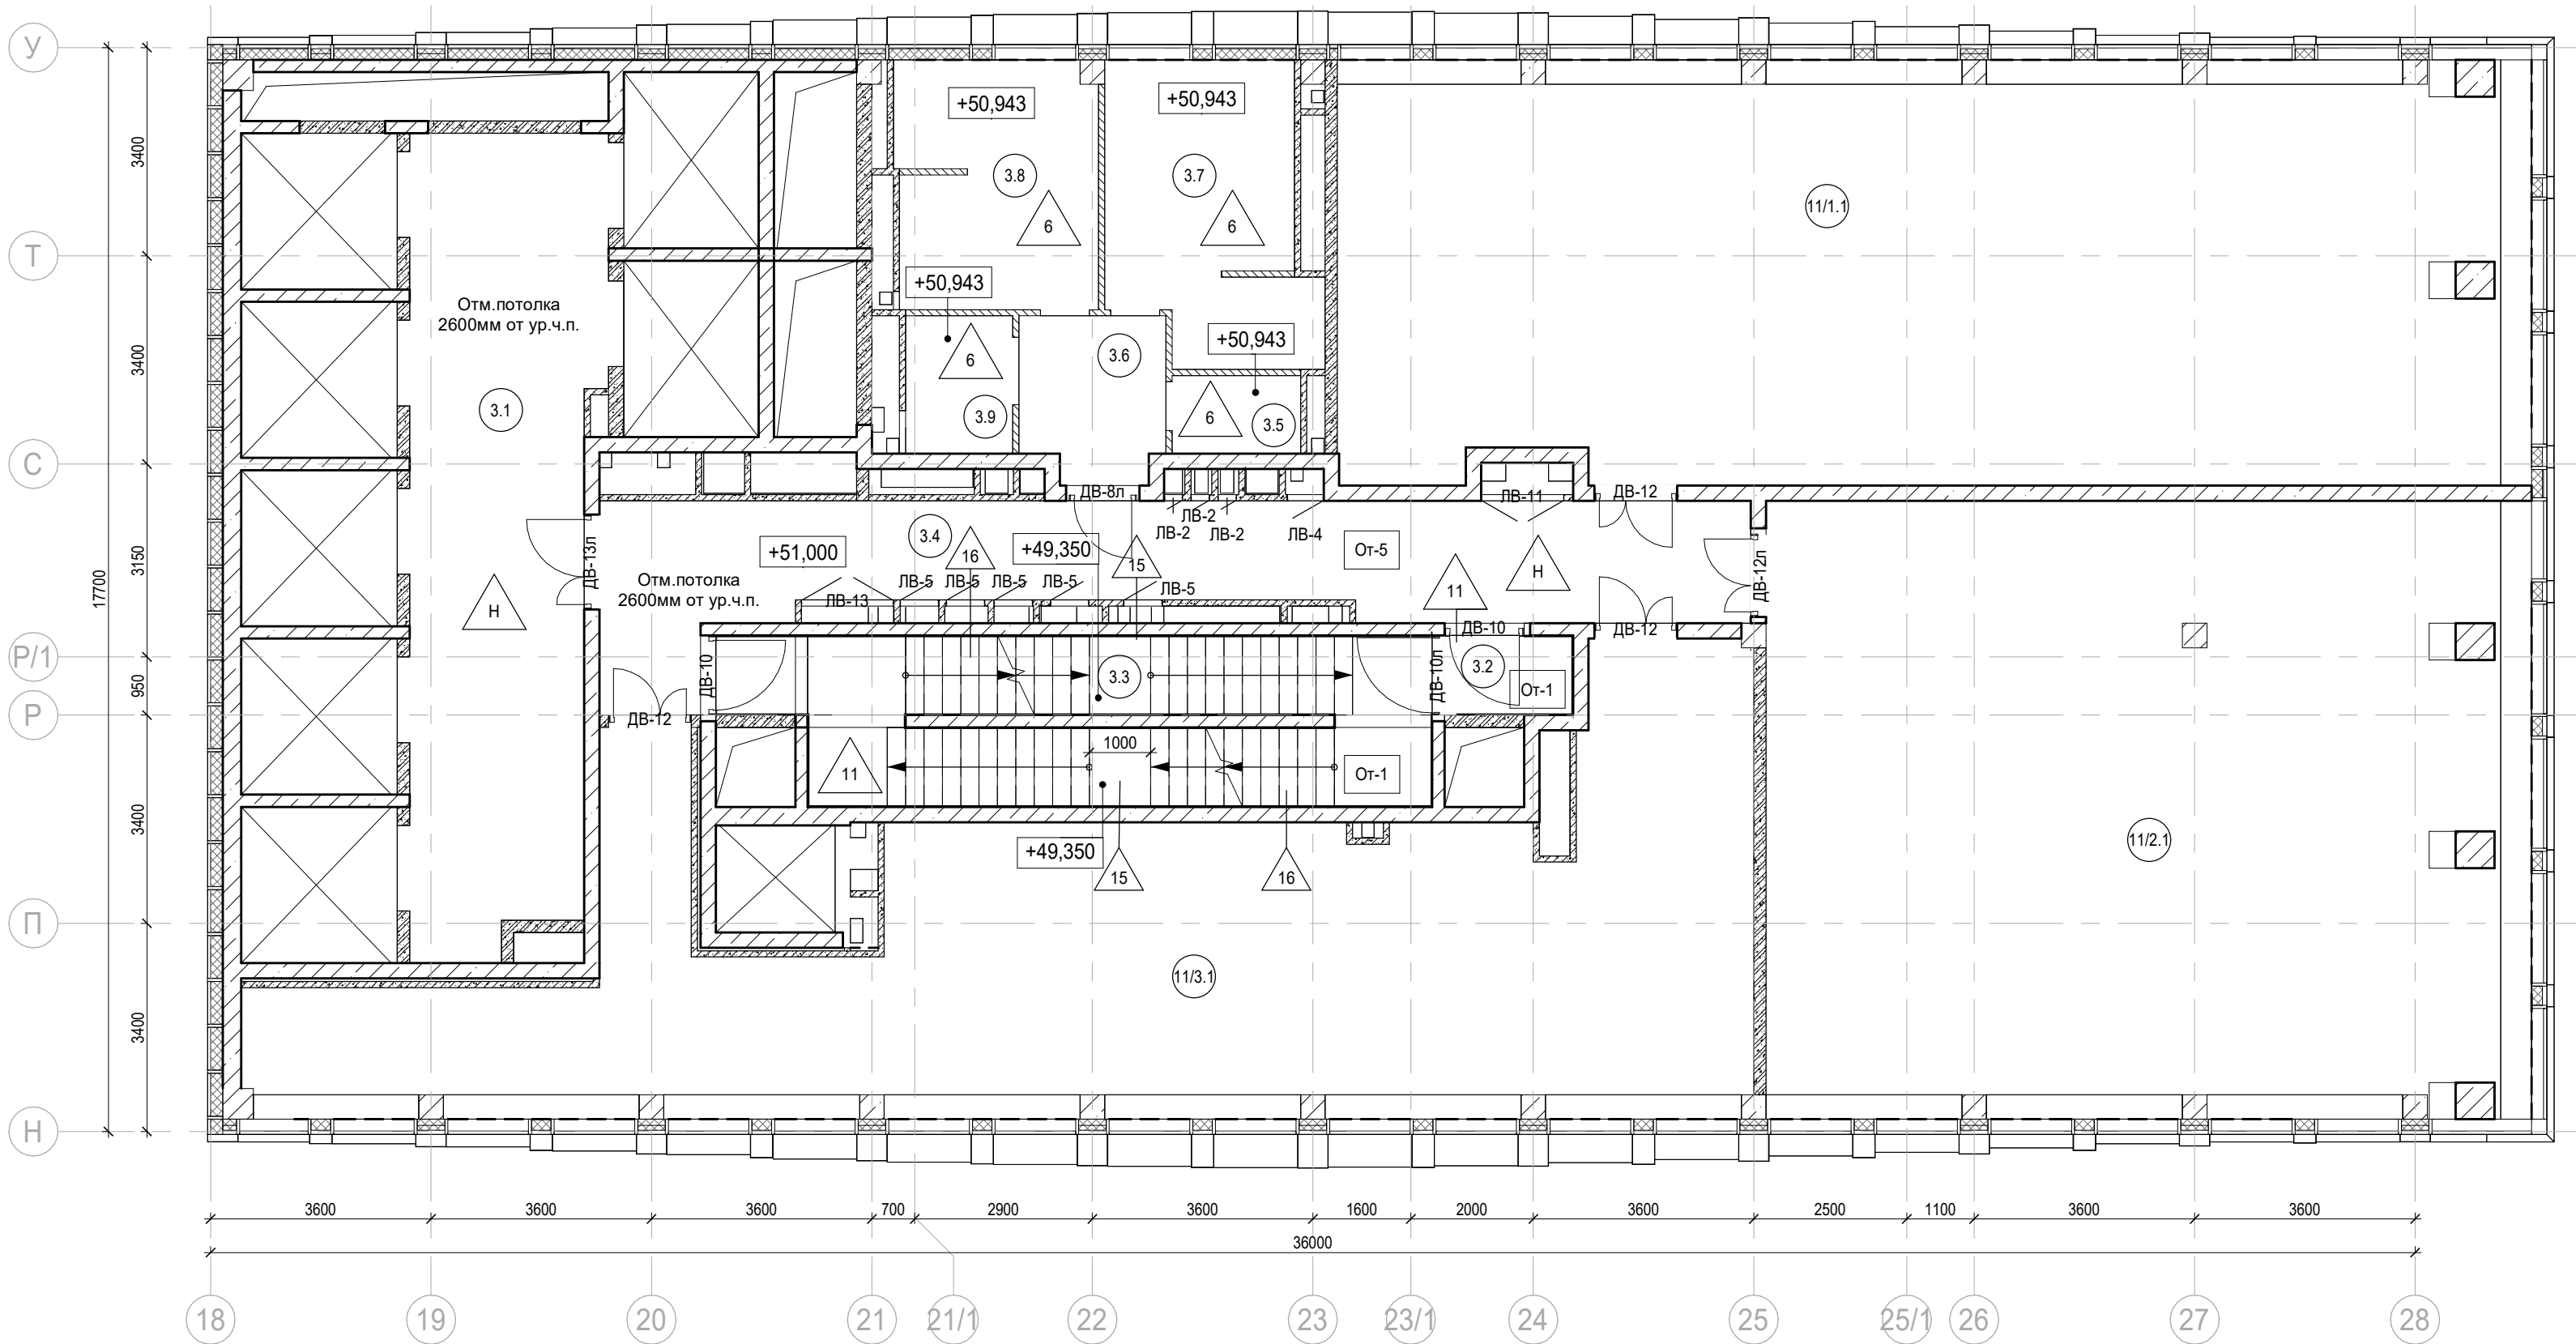 У
+50,943
+50,943
3400
3.8
3.7
6
6
11/1.1
Т
+50,943
Отм.потолка
2600мм от ур.ч.п.
+50,943
3400
6
3.6
3.1
6
3.9
3.5
С
ДВ-8л
ЛВ-11
ДВ-12
ЛВ-2
ЛВ-2
ЛВ-2
ЛВ-4
3.4
+51,000
+49,350
16
15
От-5
3150
17700
ДВ-13л
Н
Отм.потолка
2600мм от ур.ч.п.
ЛВ-5
ЛВ-5
ЛВ-5
ЛВ-5
ЛВ-5
ЛВ-13
11
Н
ДВ-12л
ДВ-10
ДВ-12
Р/1
950
ДВ-10
3.3
ДВ-10л
3.2
От-1
Р
ДВ-12
1000
11
От-1
3400
+49,350
15
16
11/2.1
П
11/3.1
3400
Н
3600
3600
3600
700
2900
3600
1600
2000
3600
2500
1100
3600
3600
36000
18
19
20
21
21/1
22
23
23/1
24
25
25/1
26
27
28